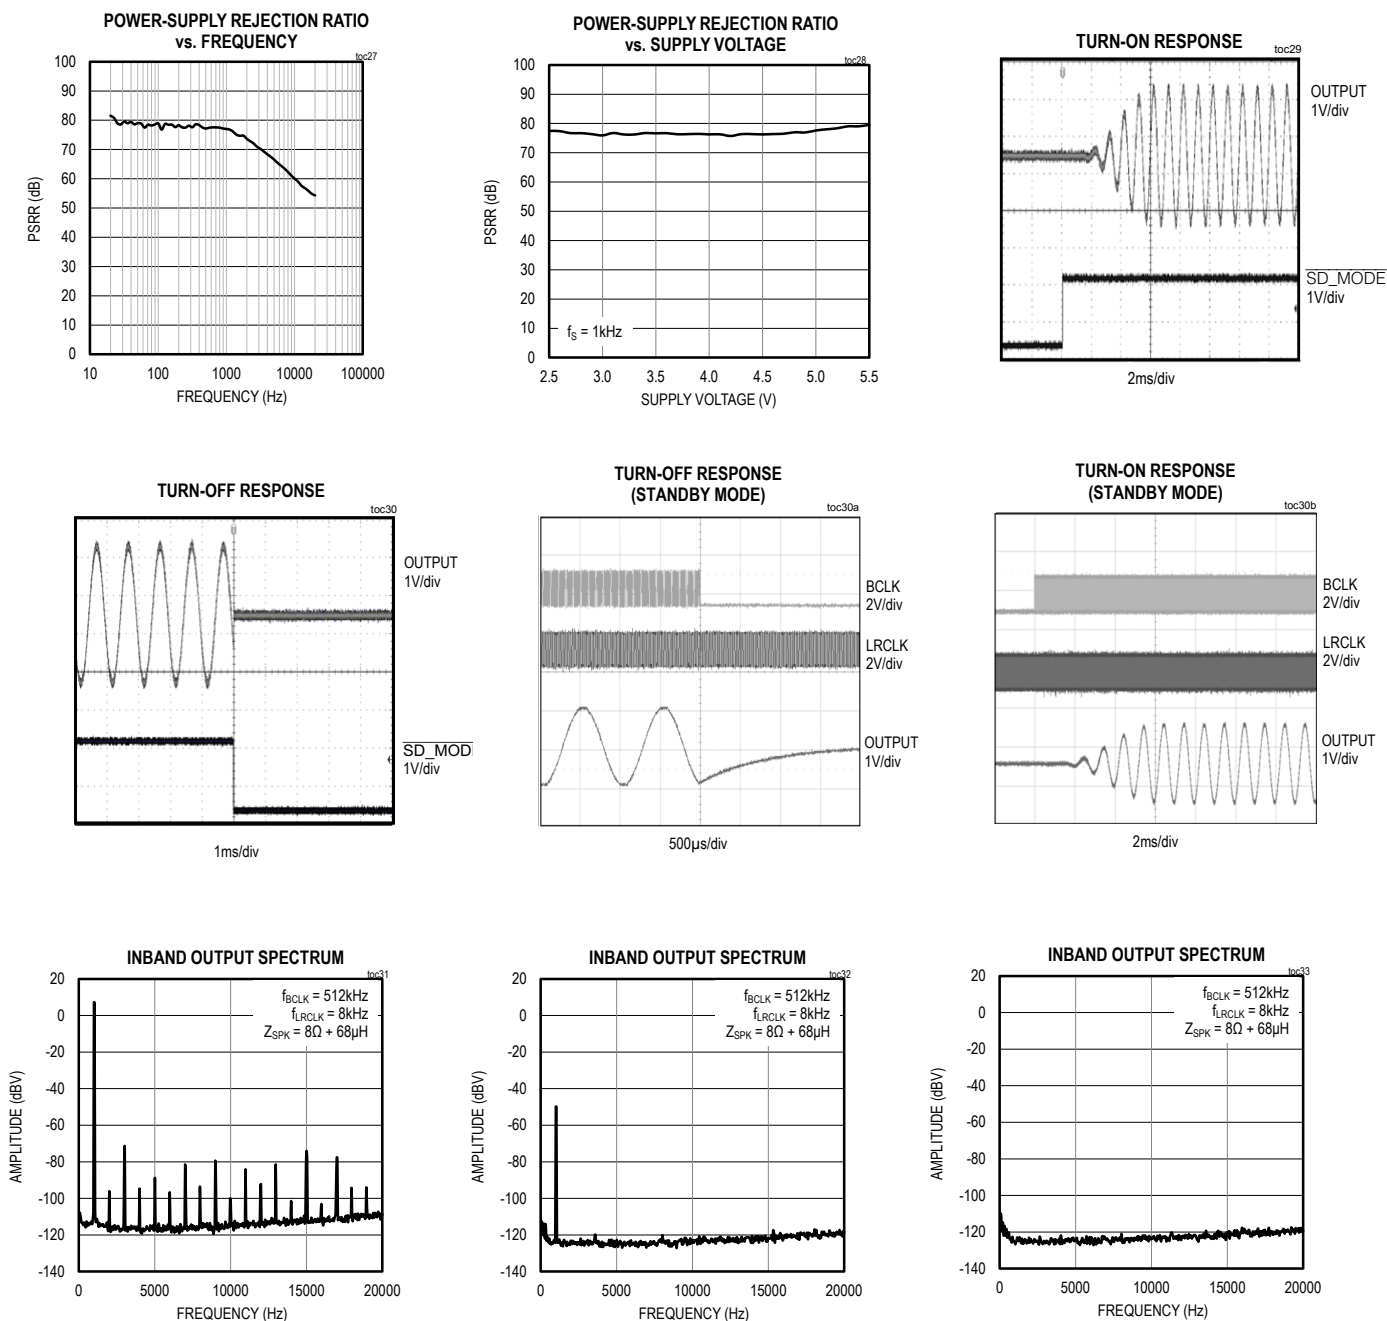 POWER-SUPPLY REJECTION RATIO
vs. FREQUENCY
toc27
100
90
80
70
60
50
40
30
20
10
0
PSRR (dB)
10
100
1000
10000
100000
FREQUENCY (Hz)
POWER-SUPPLY REJECTION RATIO
vs. SUPPLY VOLTAGE
toc28
100
90
80
70
60
50
40
30
20
10
0
PSRR (dB)
fS = 1kHz
2.5
3.0
3.5
4.0
4.5
5.0
5.5
SUPPLY VOLTAGE (V)
TURN-ON RESPONSE
toc29
OUTPUT
1V/div
SD_MODE
1V/div
2ms/div
TURN-OFF RESPONSE
toc30
OUTPUT
1V/div
SD_MOD
1V/div
1ms/div
TURN-OFF RESPONSE
(STANDBY MODE)
toc30a
BCLK
2V/div
LRCLK
2V/div
OUTPUT
1V/div
500µs/div
TURN-ON RESPONSE
(STANDBY MODE)
toc30b
BCLK
2V/div
LRCLK
2V/div
OUTPUT
1V/div
2ms/div
INBAND OUTPUT SPECTRUM
toc31
fBCLK = 512kHz
fLRCLK = 8kHz
ZSPK = 8Ω + 68µH
20
0
-20
-40
-60
-80
-100
-120
-140
AMPLITUDE (dBV)
0
5000
10000
15000
20000
FREQUENCY (Hz)
INBAND OUTPUT SPECTRUM
toc32
fBCLK = 512kHz
fLRCLK = 8kHz
ZSPK = 8Ω + 68µH
20
0
-20
-40
-60
-80
-100
-120
-140
AMPLITUDE (dBV)
0
5000
10000
15000
20000
FREQUENCY (Hz)
INBAND OUTPUT SPECTRUM
toc33
fBCLK = 512kHz
fLRCLK = 8kHz
ZSPK = 8Ω + 68µH
20
0
-20
-40
-60
-80
-100
-120
-140
AMPLITUDE (dBV)
0
5000
10000
15000
20000
FREQUENCY (Hz)